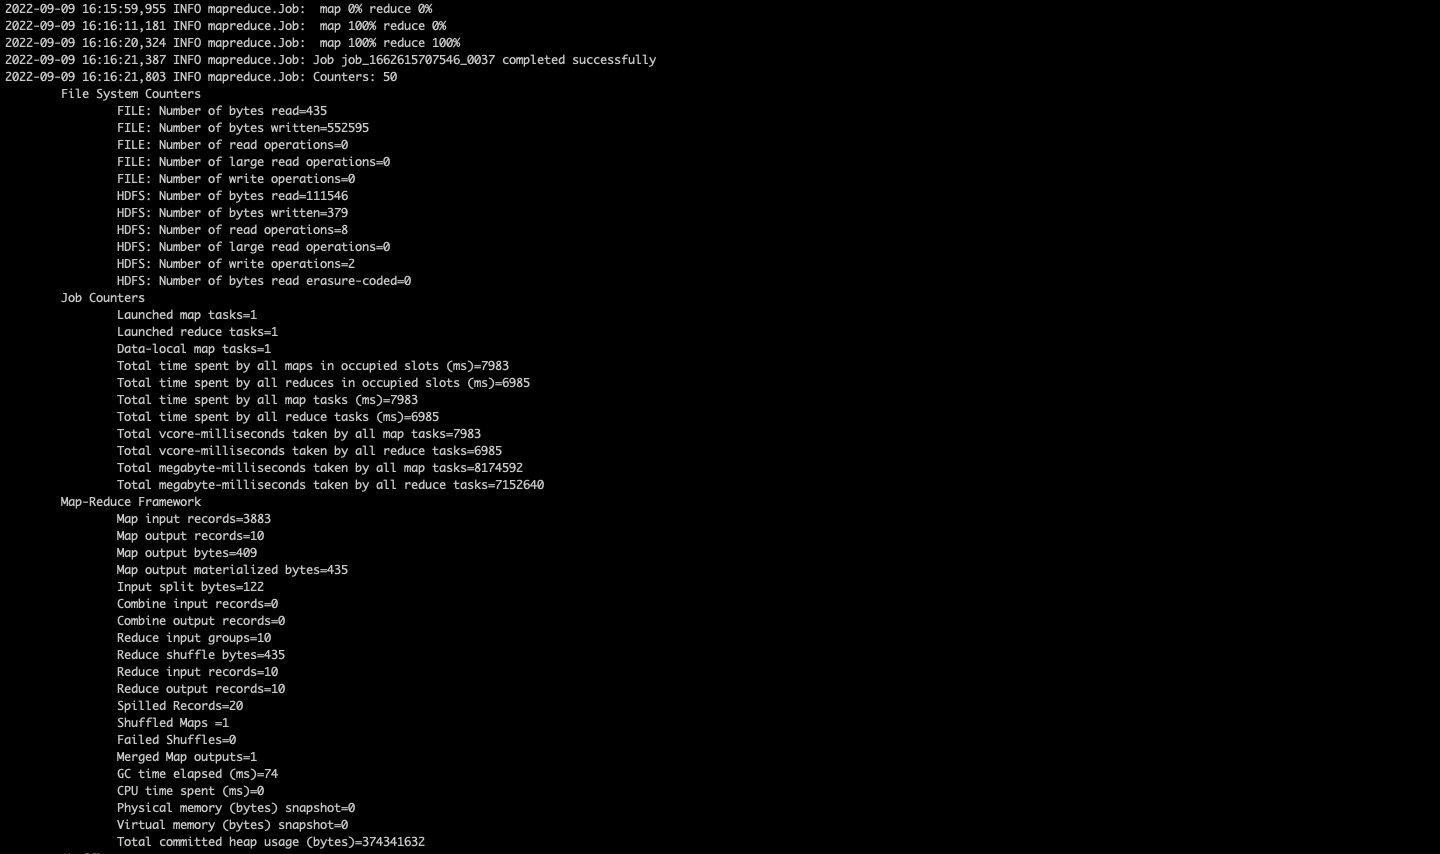 2022-09-09 16:15:59,955 INFO mapreduce.Job:  map 0% reduce 0%
2022-09-09 16:16:11,181 INFO mapreduce.Job:  map 100% reduce 0%
2022-09-09 16:16:20,324 INFO mapreduce.Job:  map 100% reduce 100%
2022-09-09 16:16:21,387 INFO mapreduce.Job: Job job_1662615707546_0037 completed successfully
2022-09-09 16:16:21,803 INFO mapreduce.Job: Counters: 50
File System Counters
FILE: Number of bytes read=435
FILE: Number of bytes written=552595
FILE: Number of read operations=0
FILE: Number of large read operations=0
FILE: Number of write operations=0
HDFS: Number of bytes read=111546
HDFS: Number of bytes written=379
HDFS: Number of read operations=8
HDFS: Number of large read operations=0
HDFS: Number of write operations=2
HDFS: Number of bytes read erasure-coded=0
Job Counters
Launched map tasks=1
Launched reduce tasks=1
Data-local map tasks=1
Total time spent by all maps in occupied slots (ms)=7983
Total time spent by all reduces in occupied slots (ms)=6985
Total time spent by all map tasks (ms)=7983
Total time spent by all reduce tasks (ms)=6985
Total vcore-milliseconds taken by all map tasks=7983
Total vcore-milliseconds taken by all reduce tasks=6985
Total megabyte-milliseconds taken by all map tasks=8174592
Total megabyte-milliseconds taken by all reduce tasks=7152640
Map-Reduce Framework
Map input records=3883
Map output records=10
Map output bytes=409
Map output materialized bytes=435
Input split bytes=122
Combine input records=0
Combine output records=0
Reduce input groups=10
Reduce shuffle bytes=435
Reduce input records=10
Reduce output records=10
Spilled Records=20
Shuffled Maps =1
Failed Shuffles=0
Merged Map outputs=1
GC time elapsed (ms)=74
CPU time spent (ms)=0
Physical memory (bytes) snapshot=0
Virtual memory (bytes) snapshot=0
Total committed heap usage (bytes)=374341632